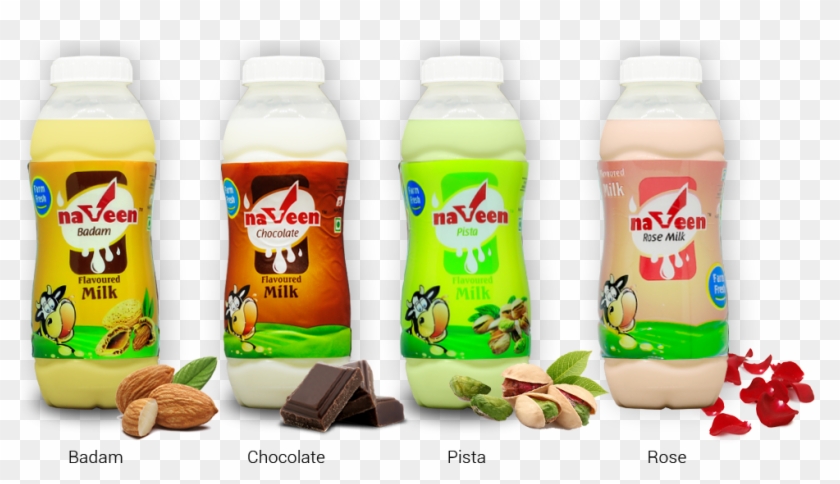 Farm
Fresh
naVeen
Badam
Flavoured
Milk
Farm
Fresh
naVeen
Chocolate
Flavoured
Milk
Farm
Fresh
naVeen
Pista
Flavoured
Milk
Flavoured
Milk
naVeen™
Rose Milk
Farm
Fresh
Badam
Chocolate
Pista
Rose